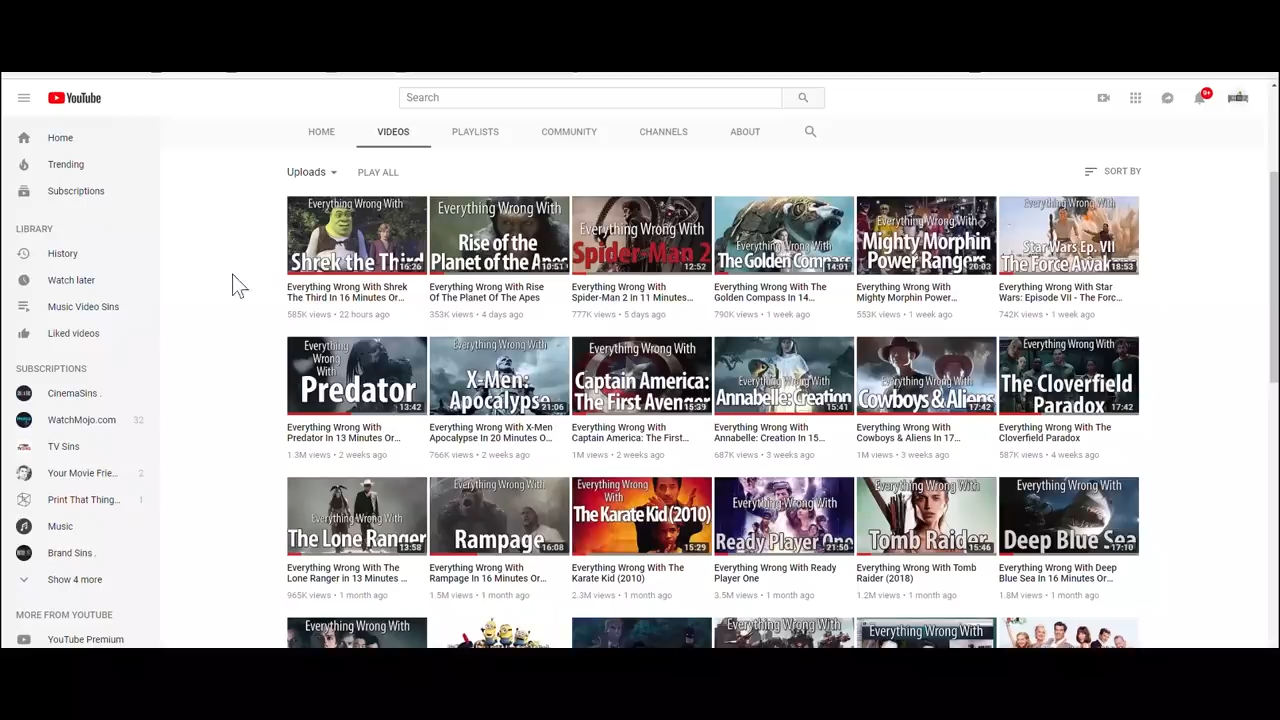 YouTube
Search
9+
HOME
VIDEOS
PLAYLISTS
COMMUNITY
CHANNELS
ABOUT
Home
Trending
Subscriptions
LIBRARY
History
Watch later
Music Video Sins
Liked videos
SUBSCRIPTIONS
CinemaSins .
WatchMojo.com 32
TV Sins
Your Movie Frie... 2
Print That Thing... 1
Music
Brand Sins .
Show 4 more
MORE FROM YOUTUBE
YouTube Premium
Uploads
PLAY ALL
SORT BY
Everything Wrong With
Shrek the Third
16:26
Everything Wrong With Shrek
The Third In 16 Minutes Or...
585K views • 22 hours ago
Everything Wrong With
Rise of the
Planet of the Apes
10:51
Everything Wrong With Rise
Of The Planet Of The Apes
353K views • 4 days ago
Everything Wrong With
Spider-Man 2
12:52
Everything Wrong With
Spider-Man 2 In 11 Minutes...
777K views • 5 days ago
Everything Wrong With
The Golden Compass
14:01
Everything Wrong With The
Golden Compass In 14...
790K views • 1 week ago
Everything Wrong With
Mighty Morphin
Power Rangers
20:03
Everything Wrong With
Mighty Morphin Power...
553K views • 1 week ago
Everything Wrong With
Star Wars Ep. VII
The Force Awak
18:53
Everything Wrong With Star
Wars: Episode VII - The Forc...
742K views • 1 week ago
Everything
Wrong
With
Predator
13:42
Everything Wrong With
Predator In 13 Minutes Or...
1.3M views • 2 weeks ago
Everything Wrong With
X-Men:
Apocalypse
21:06
Everything Wrong With X-Men
Apocalypse In 20 Minutes O...
766K views • 2 weeks ago
Everything Wrong With
Captain America:
The First Avenger
15:39
Everything Wrong With
Captain America: The First...
1M views • 2 weeks ago
Everything Wrong With
Annabelle: Creation
15:41
Everything Wrong With
Annabelle: Creation In 15...
687K views • 3 weeks ago
Everything Wrong With
Cowboys & Aliens
17:42
Everything Wrong With
Cowboys & Aliens In 17...
1M views • 3 weeks ago
Everything Wrong With
The Cloverfield
Paradox
17:42
Everything Wrong With The
Cloverfield Paradox
587K views • 4 weeks ago
Everything Wrong With
The Lone Ranger
13:58
Everything Wrong With The
Lone Ranger in 13 Minutes ...
965K views • 1 month ago
Everything Wrong With
Rampage
16:08
Everything Wrong With
Rampage In 16 Minutes Or...
1.5M views • 1 month ago
Everything Wrong
With
The Karate Kid (2010)
15:29
Everything Wrong With The
Karate Kid (2010)
2.3M views • 1 month ago
Everything Wrong With
Ready Player One
21:50
Everything Wrong With Ready
Player One
3.5M views • 1 month ago
Everything Wrong With
Tomb Raider
15:46
Everything Wrong With Tomb
Raider (2018)
1.2M views • 1 month ago
Everything Wrong With
Deep Blue Sea
17:10
Everything Wrong With Deep
Blue Sea In 16 Minutes Or...
1.8M views • 1 month ago
Everything Wrong With
Everything Wrong With
Everything Wrong With